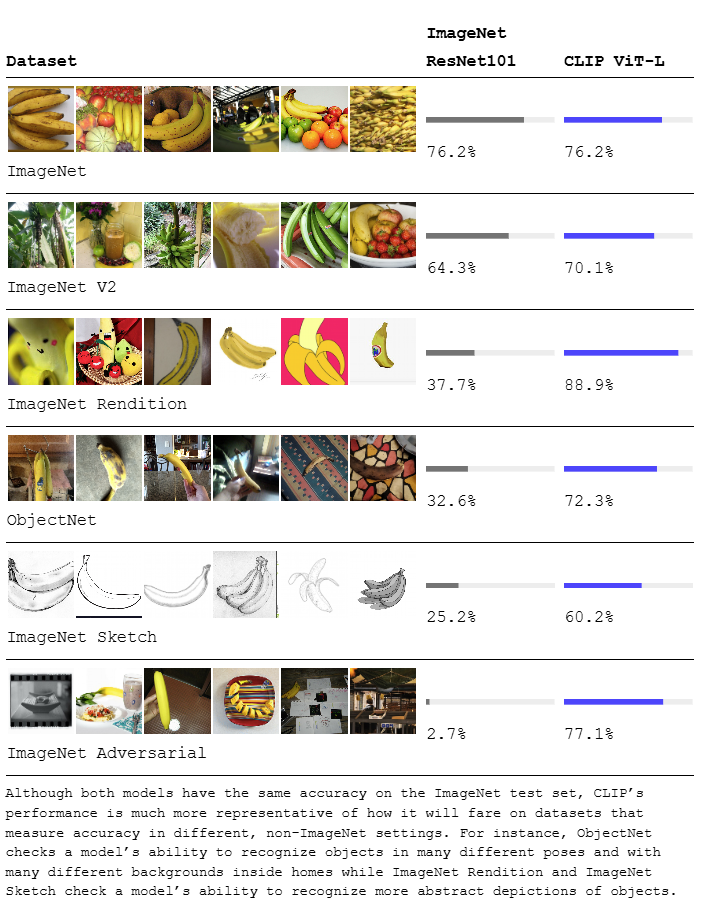 ImageNet
Dataset
ResNet101
CLIP ViT-L
76.2%
76.2%
ImageNet
64.3%
70.1%
ImageNet V2
37.7%
88.9%
ImageNet Rendition
32.6%
72.3%
ObjectNet
25.2%
60.2%
ImageNet Sketch
2.7%
77.1%
ImageNet Adversarial
Although both models have the same accuracy on the ImageNet test set, CLIP’s
performance is much more representative of how it will fare on datasets that
measure accuracy in different, non-ImageNet settings. For instance, ObjectNet
checks a model’s ability to recognize objects in many different poses and with
many different backgrounds inside homes while ImageNet Rendition and ImageNet
Sketch check a model’s ability to recognize more abstract depictions of objects.